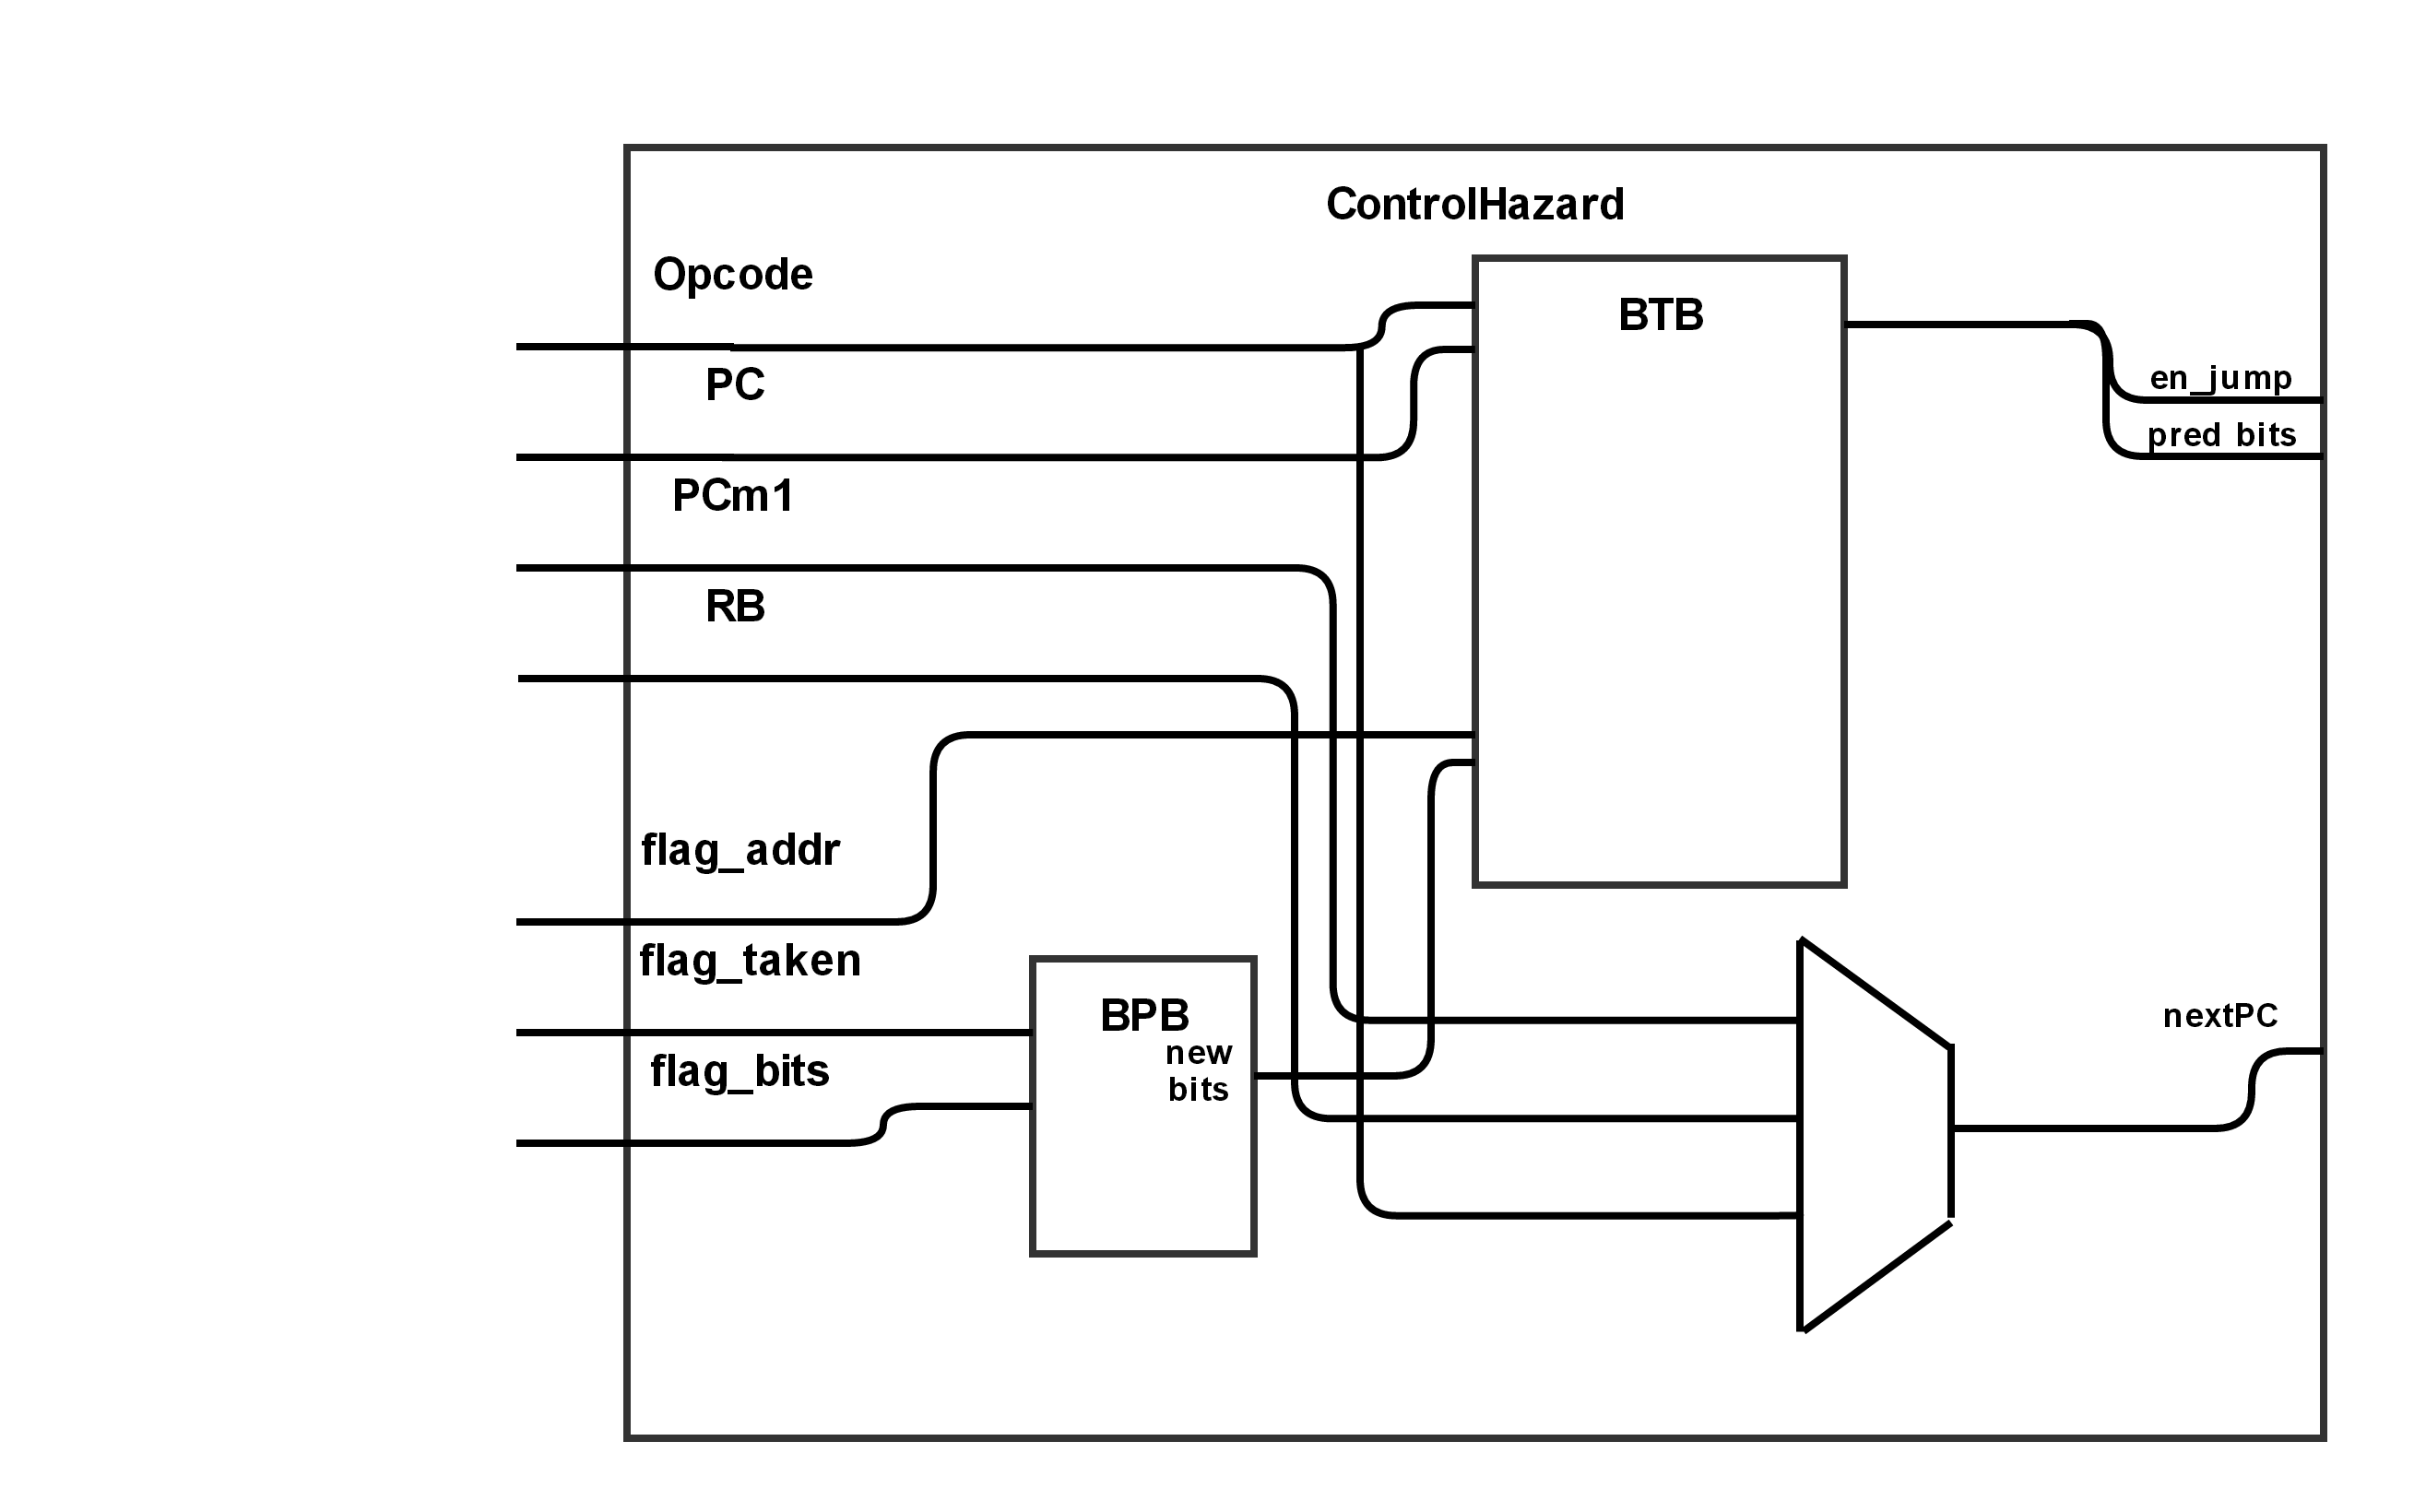 ControlHazard
Opcode
BTB
PC
en_jump
pred bits
PCm1
RB
flag_addr
flag_taken
BPB
new
bits
nextPC
flag_bits